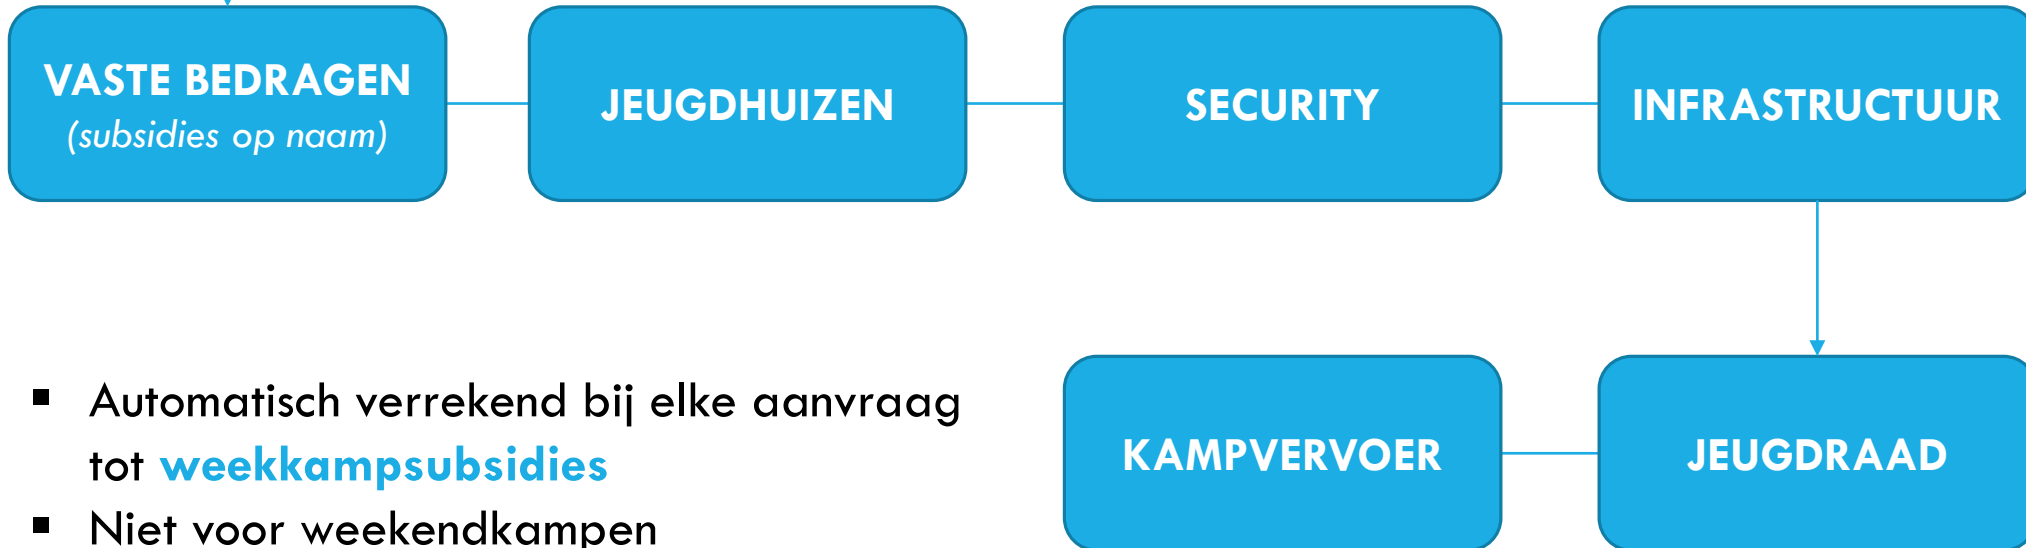 VASTE BEDRAGEN
(subsidies op naam)
JEUGDHUIZEN
SECURITY
INFRASTRUCTUUR
▪ Automatisch verrekend bij elke aanvraag
tot weekkampsubsidies
▪ Niet voor weekendkampen
KAMPVERVOER
JEUGDRAAD